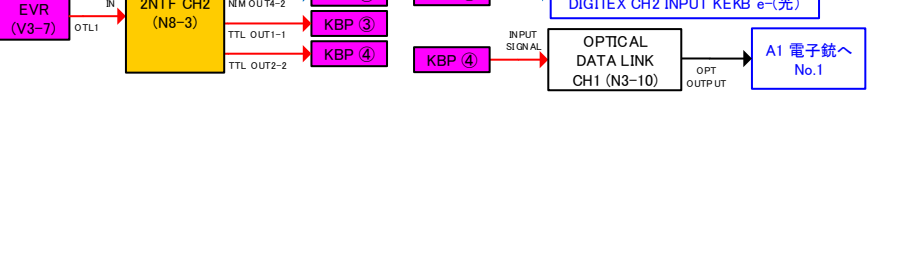 EVR
(V3-7)
OTL1
IN
2NTF CH2
(N8-3)
NIM OUT4-2
TTL OUT1-1
KBP ③
TTL OUT2-2
KBP ④
DIGITEX CH2 INPUT KEKB e-(光)
KBP ④
INPUT
SIGNAL
OPTICAL
DATA LINK
CH1 (N3-10)
OPT
OUTPUT
A1 電子銃へ
No.1